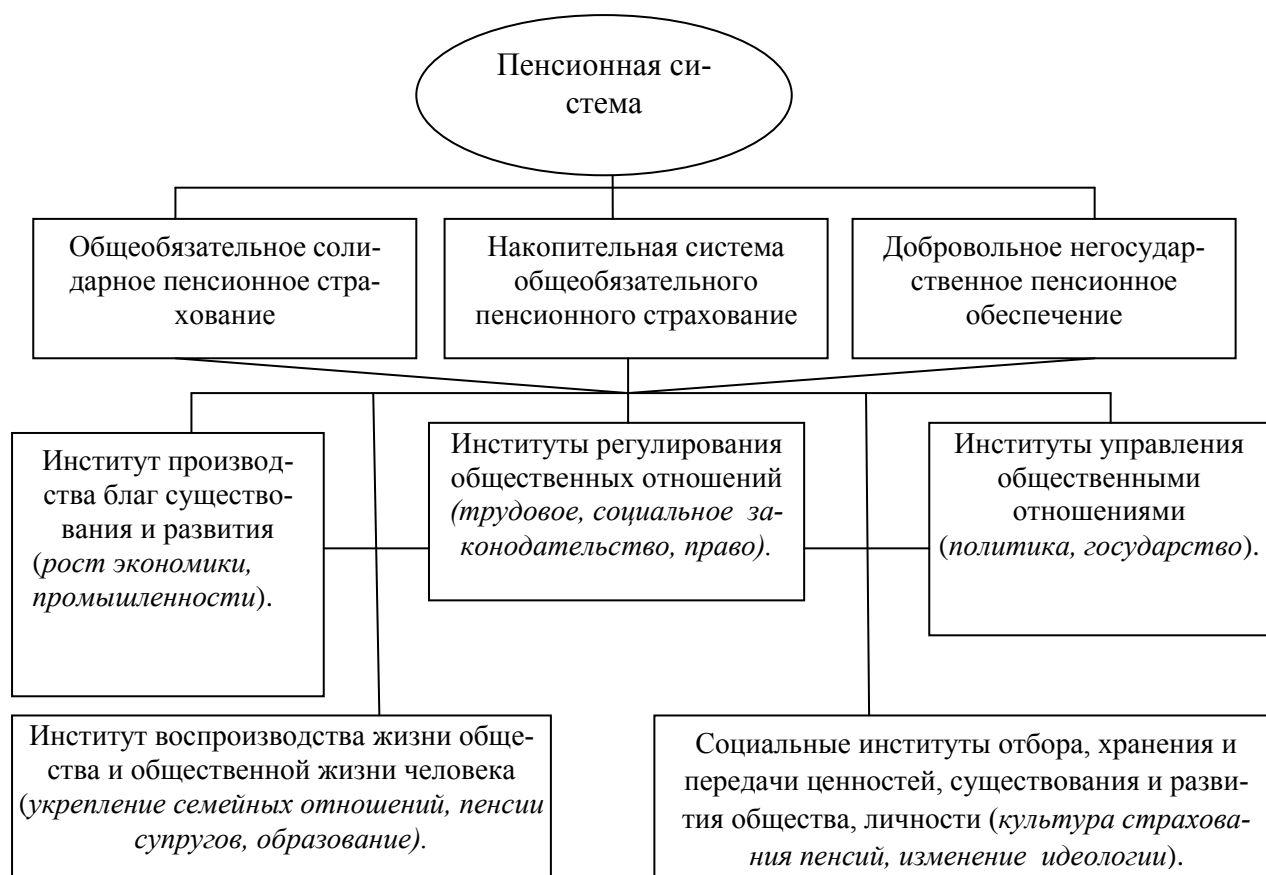 Пенсионная си-
стема
Общеобязательное соли-
дарное пенсионное стра-
хование
Накопительная система
общеобязательного
пенсионного страхование
Добровольное негосудар-
ственное пенсионное
обеспечение
Институт производ-
ства благ существо-
вания и развития
(рост экономики,
промышленности).
Институты регулирования
общественных отношений
(трудовое, социальное за-
конодательство, право).
Институты управления
общественными
отношениями
(политика, государство).
Институт воспроизводства жизни обще-
ства и общественной жизни человека
(укрепление семейных отношений, пенсии
супругов, образование).
Социальные институты отбора, хранения и
передачи ценностей, существования и разви-
тия общества, личности (культура страхова-
ния пенсий, изменение идеологии).